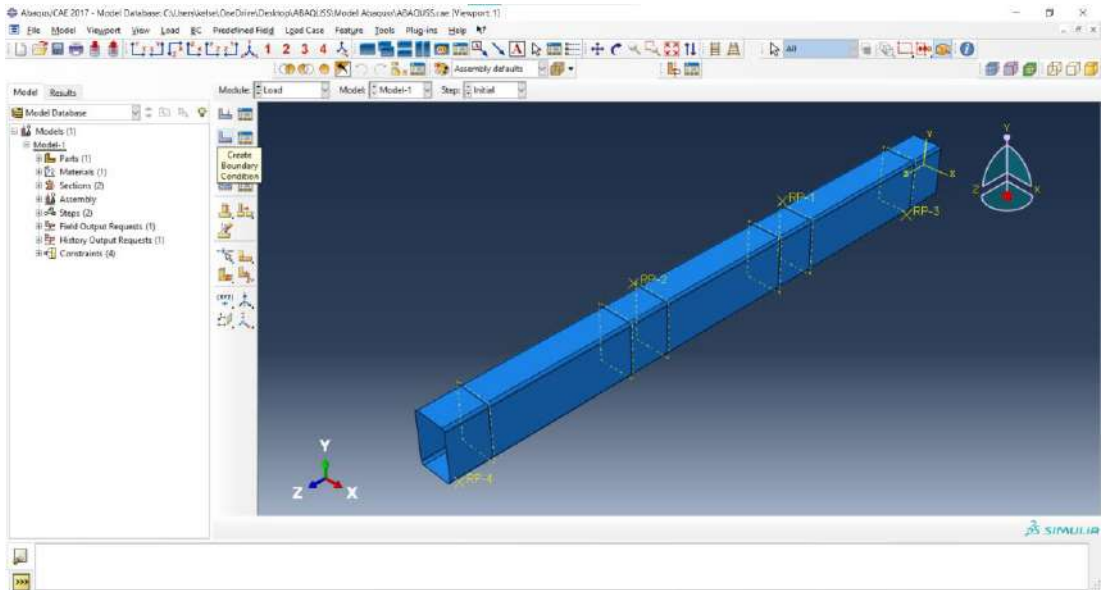 Abaqus/CAE 2017 - Model Database: C:\Users\kelse\OneDrive\Desktop\ABAQUSS\Model Abaquss\ABAQUSS.cae [Viewport: 1]
File Model Viewport View Load BC Predefined Field Load Case Feature Tools Plug-ins Help
1 2 3 4 A All
Assembly defaults
Model Results Module: Load Model: Model-1 Step: Initial
Model Database
Models (1)
Model-1
Parts (1)
Materials (1)
Sections (2)
Assembly
Steps (2)
Field Output Requests (1)
History Output Requests (1)
Constraints (4)
Create
Boundary
Condition
(XYZ)
RP-1
RP-3
RP-2
RP-4
Y
Z
X
Y
Z X
SIMULIA
>>>